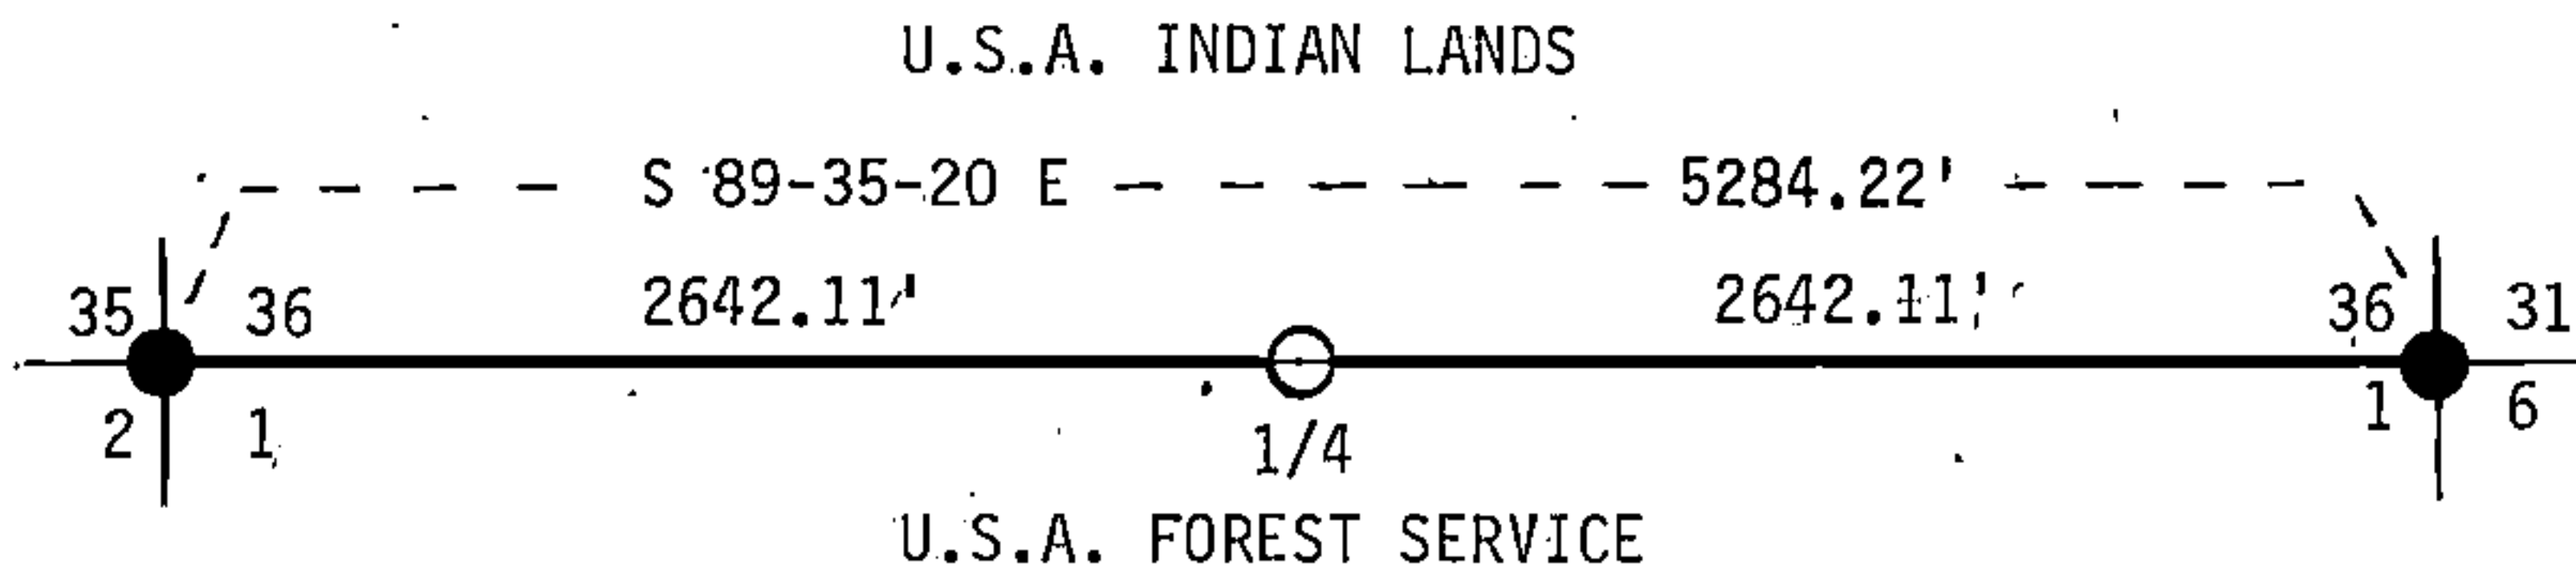 U.S.A. INDIAN LANDS
S 89-35-20 E 5284.22'
2642.11' 2642.11'
35 36 36 31
2 1 1 6
1/4
U.S.A. FOREST SERVICE